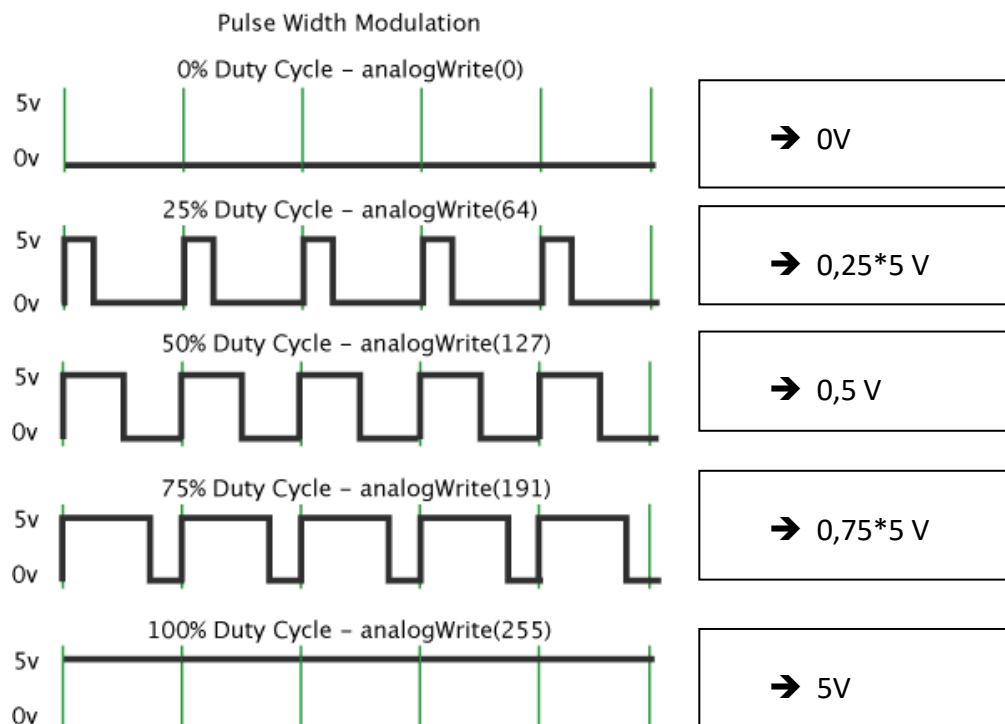 Pulse Width Modulation
0% Duty Cycle – analogWrite(0)
5v
0v
➔ 0V
25% Duty Cycle – analogWrite(64)
5v
0v
➔ 0,25*5 V
50% Duty Cycle – analogWrite(127)
5v
0v
➔ 0,5 V
75% Duty Cycle – analogWrite(191)
5v
0v
➔ 0,75*5 V
100% Duty Cycle – analogWrite(255)
5v
0v
➔ 5V